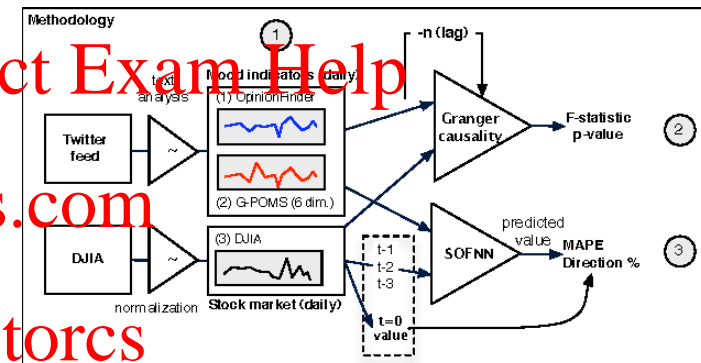 Methodology
1
-n (lag)
ct Exam Help
text
analysis
Mood indicators (daily)
(1) OpinionFinder
Twitter
feed
~
Granger
causality
F-statistic
p-value
2
(2) G-POMS (6 dim.)
s.com
DJIA
~
(3) DJIA
normalization
Stock market (daily)
t-1
t-2
t-3
t=0
value
SOFNN
predicted
value
MAPE
Direction %
3
torcs